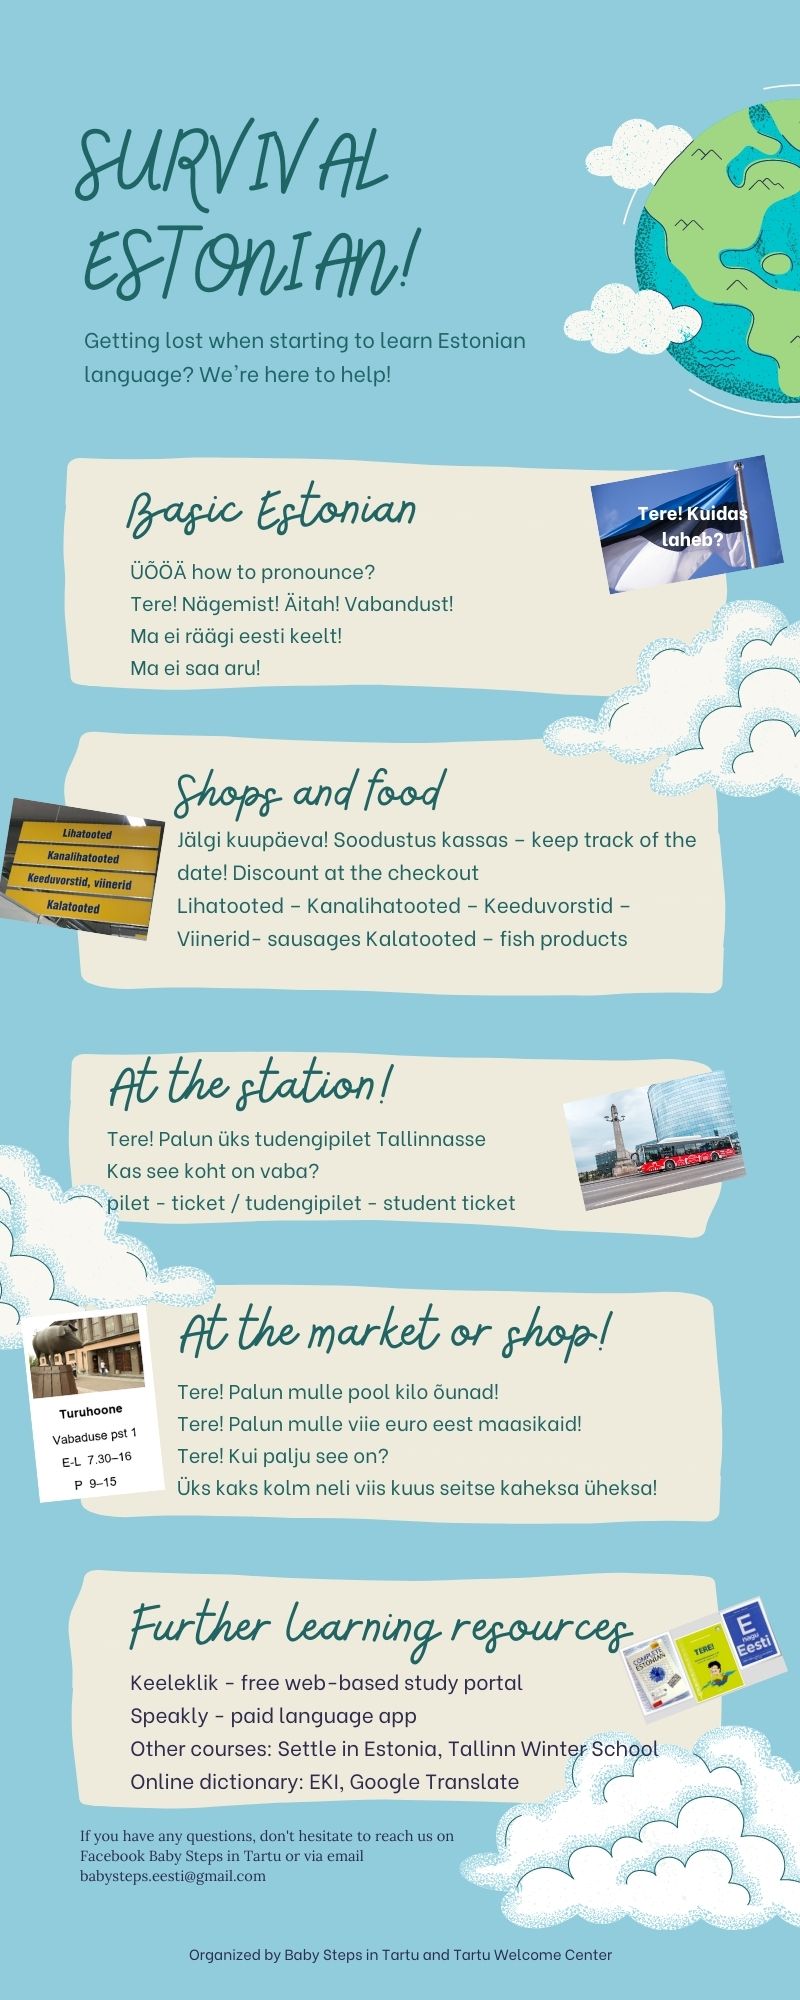 SURVIVAL
ESTONIAN!
Getting lost when starting to learn Estonian
language? We're here to help!
Basic Estonian
Tere! Kuidas
laheb?
ÜÕÖÄ how to pronounce?
Tere! Nägemist! Äitah! Vabandust!
Ma ei räägi eesti keelt!
Ma ei saa aru!
Shops and food
Lihatooted
Kanalihatooted
Keeduvorstid, viinerid
Kalatooted
Jälgi kuupäeva! Soodustus kassas – keep track of the
date! Discount at the checkout
Lihatooted – Kanalihatooted – Keeduvorstid –
Viinerid- sausages Kalatooted – fish products
At the station!
Tere! Palun üks tudengipilet Tallinnasse
Kas see koht on vaba?
pilet - ticket / tudengipilet - student ticket
At the market or shop!
Turuhoone
Vabaduse pst 1
E-L 7.30–16
P 9–15
Tere! Palun mulle pool kilo õunad!
Tere! Palun mulle viie euro eest maasikaid!
Tere! Kui palju see on?
Üks kaks kolm neli viis kuus seitse kaheksa üheksa!
Further learning resources
COMPLETE
ESTONIAN
TERE!
E
nagu
Eesti
Keeleklik - free web-based study portal
Speakly - paid language app
Other courses: Settle in Estonia, Tallinn Winter School
Online dictionary: EKI, Google Translate
If you have any questions, don't hesitate to reach us on
Facebook Baby Steps in Tartu or via email
babysteps.eesti@gmail.com
Organized by Baby Steps in Tartu and Tartu Welcome Center